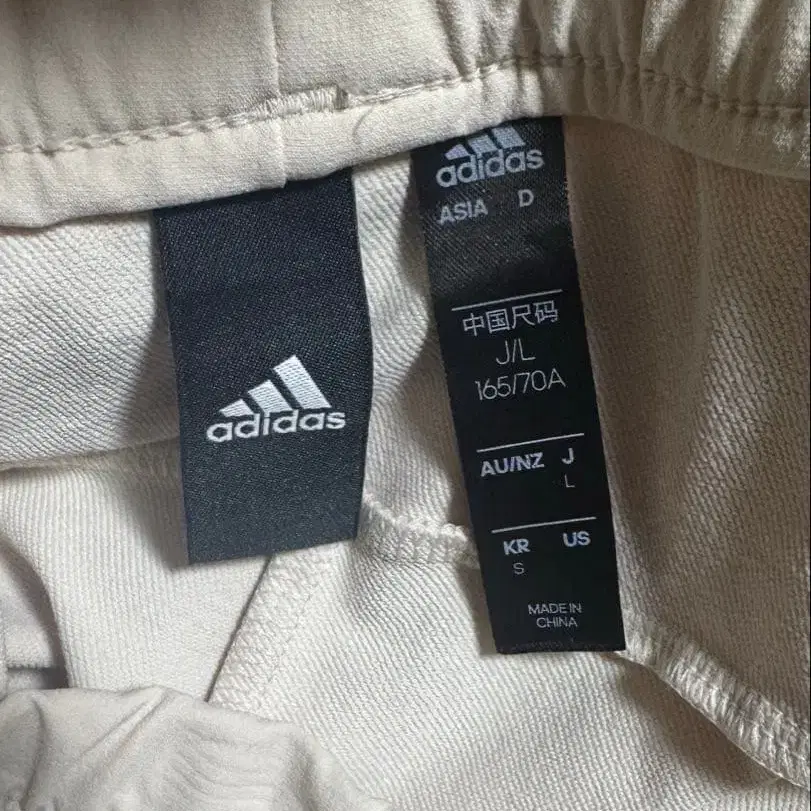 adidas
adidas
ASIA D
中国尺码
J/L
165/70A
AU/NZ J
L
KR US
S
MADE IN
CHINA